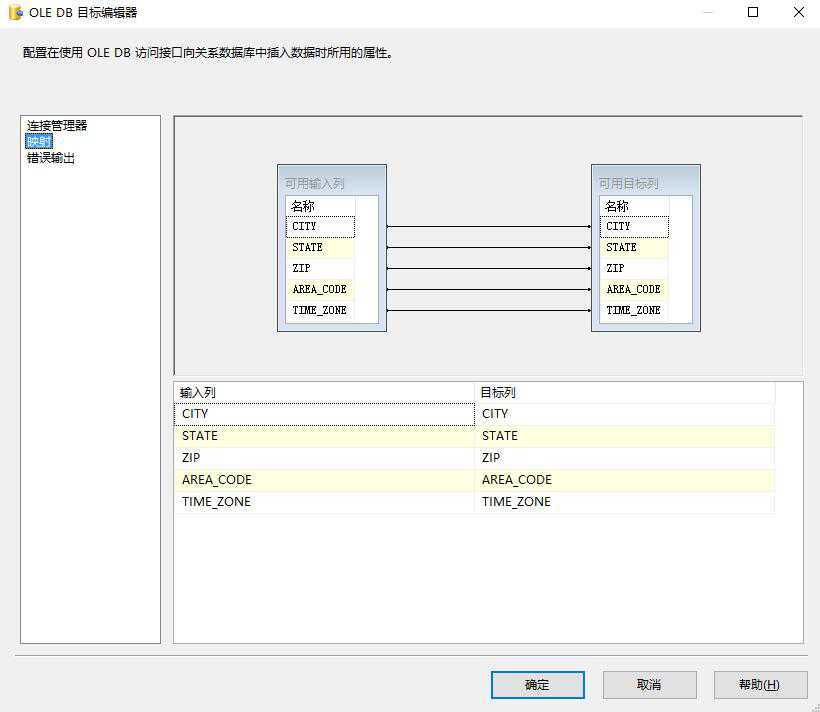 OLE DB 目标编辑器
配置在使用 OLE DB 访问接口向关系数据库中插入数据时所用的属性。
连接管理器
映射
错误输出
可用输入列
名称
CITY
STATE
ZIP
AREA_CODE
TIME_ZONE
可用目标列
名称
CITY
STATE
ZIP
AREA_CODE
TIME_ZONE
输入列 目标列
CITY CITY
STATE STATE
ZIP ZIP
AREA_CODE AREA_CODE
TIME_ZONE TIME_ZONE
确定 取消 帮助(H)